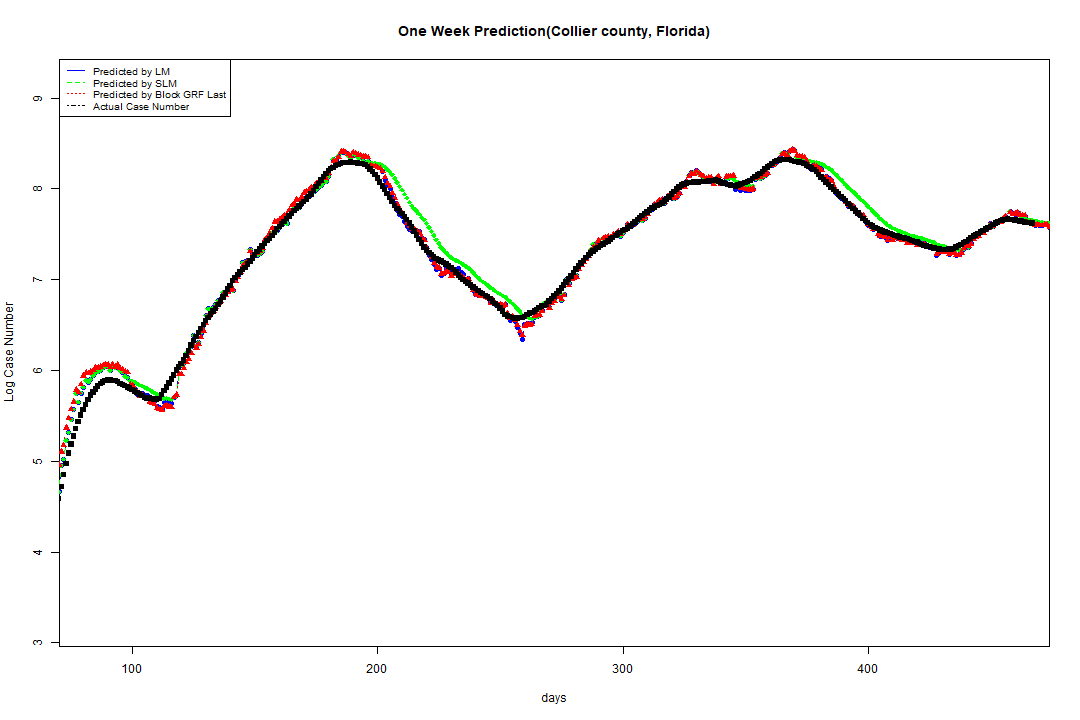 One Week Prediction(Collier county, Florida)
Predicted by LM
Predicted by SLM
Predicted by Block GRF Last
Actual Case Number
9
8
7
6
5
4
3
Log Case Number
100 200 300 400
days